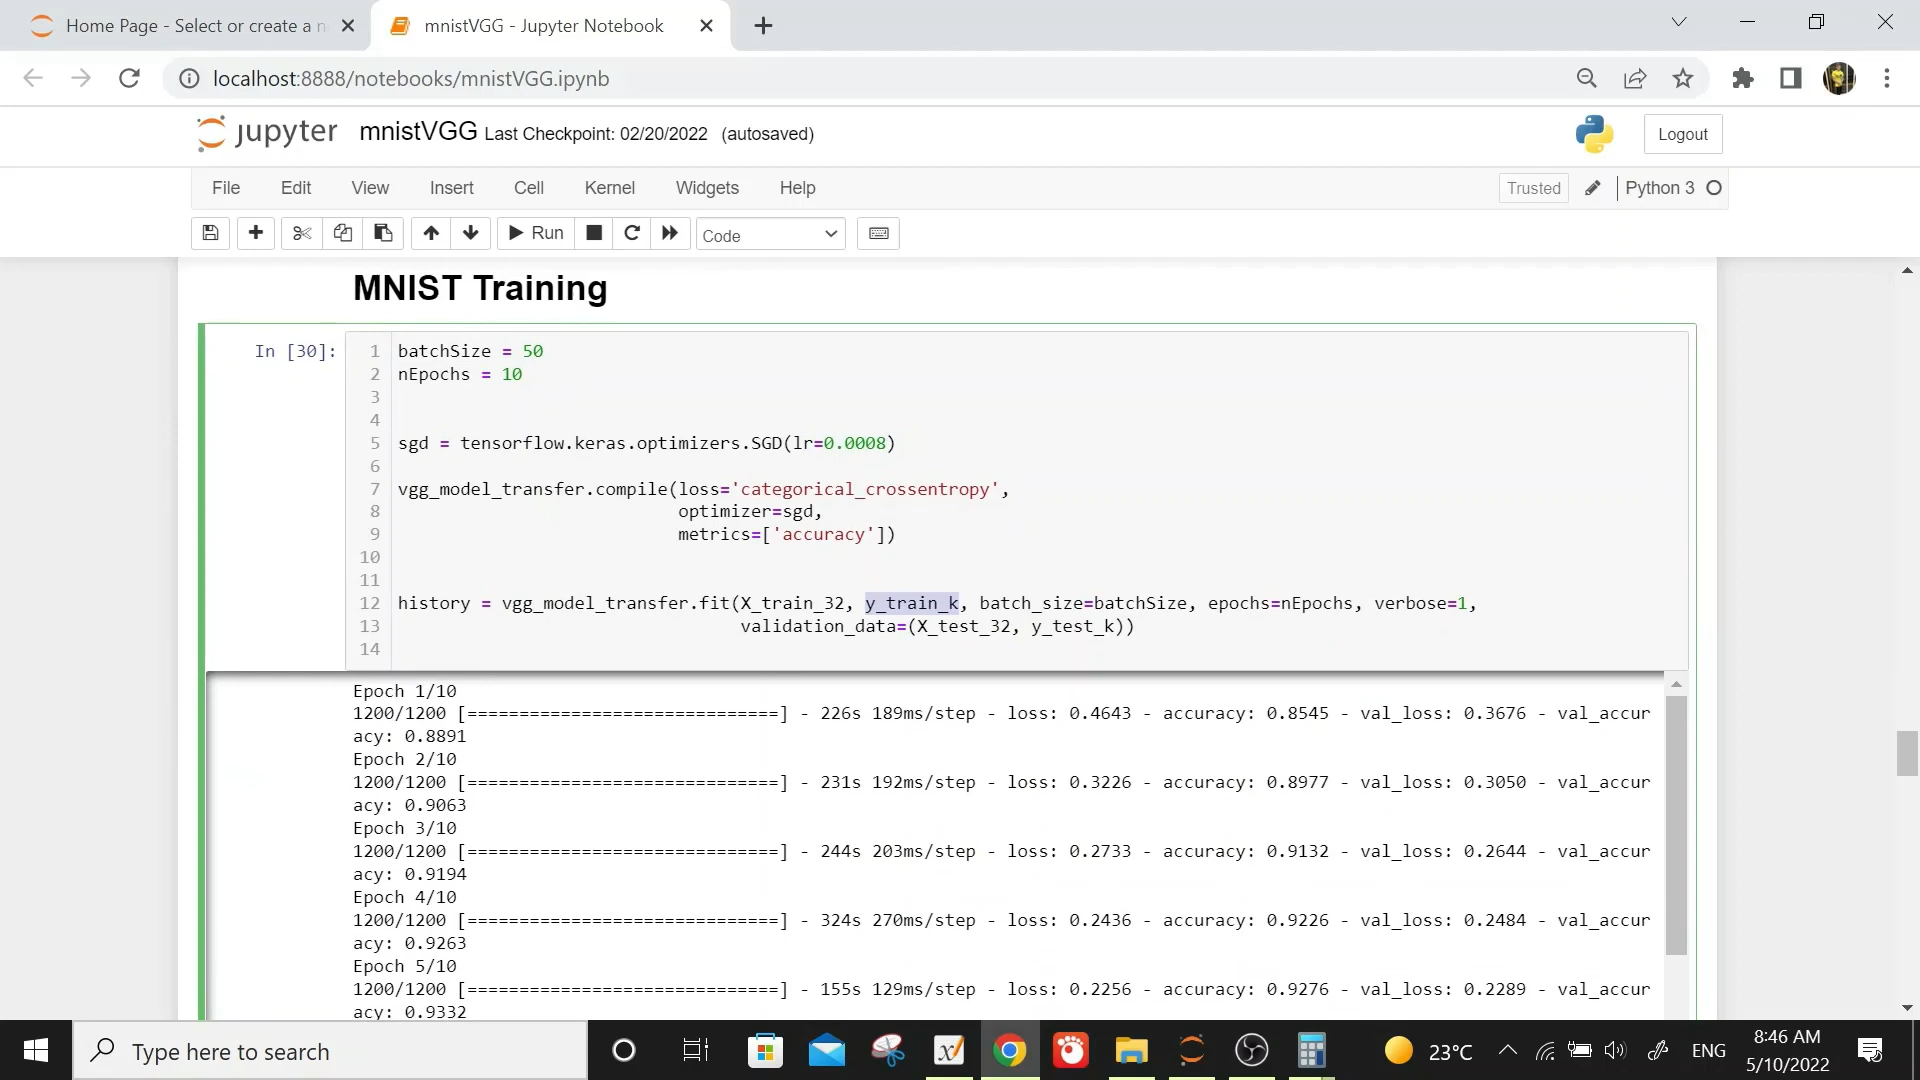 Home Page - Select or create a n
mnistVGG - Jupyter Notebook
localhost:8888/notebooks/mnistVGG.ipynb
jupyter mnistVGG Last Checkpoint: 02/20/2022 (autosaved)
Logout
File Edit View Insert Cell Kernel Widgets Help
Trusted
Python 3
Run
Code
MNIST Training
In [30]:
1 batchSize = 50
2 nEpochs = 10
3
4
5 sgd = tensorflow.keras.optimizers.SGD(lr=0.0008)
6
7 vgg_model_transfer.compile(loss='categorical_crossentropy',
8 optimizer=sgd,
9 metrics=['accuracy'])
10
11
12 history = vgg_model_transfer.fit(X_train_32, y_train_k, batch_size=batchSize, epochs=nEpochs, verbose=1,
13 validation_data=(X_test_32, y_test_k))
14
Epoch 1/10
1200/1200 [==============================] - 226s 189ms/step - loss: 0.4643 - accuracy: 0.8545 - val_loss: 0.3676 - val_accur
acy: 0.8891
Epoch 2/10
1200/1200 [==============================] - 231s 192ms/step - loss: 0.3226 - accuracy: 0.8977 - val_loss: 0.3050 - val_accur
acy: 0.9063
Epoch 3/10
1200/1200 [==============================] - 244s 203ms/step - loss: 0.2733 - accuracy: 0.9132 - val_loss: 0.2644 - val_accur
acy: 0.9194
Epoch 4/10
1200/1200 [==============================] - 324s 270ms/step - loss: 0.2436 - accuracy: 0.9226 - val_loss: 0.2484 - val_accur
acy: 0.9263
Epoch 5/10
1200/1200 [==============================] - 155s 129ms/step - loss: 0.2256 - accuracy: 0.9276 - val_loss: 0.2289 - val_accur
acy: 0.9332
Type here to search
23°C
ENG
8:46 AM
5/10/2022